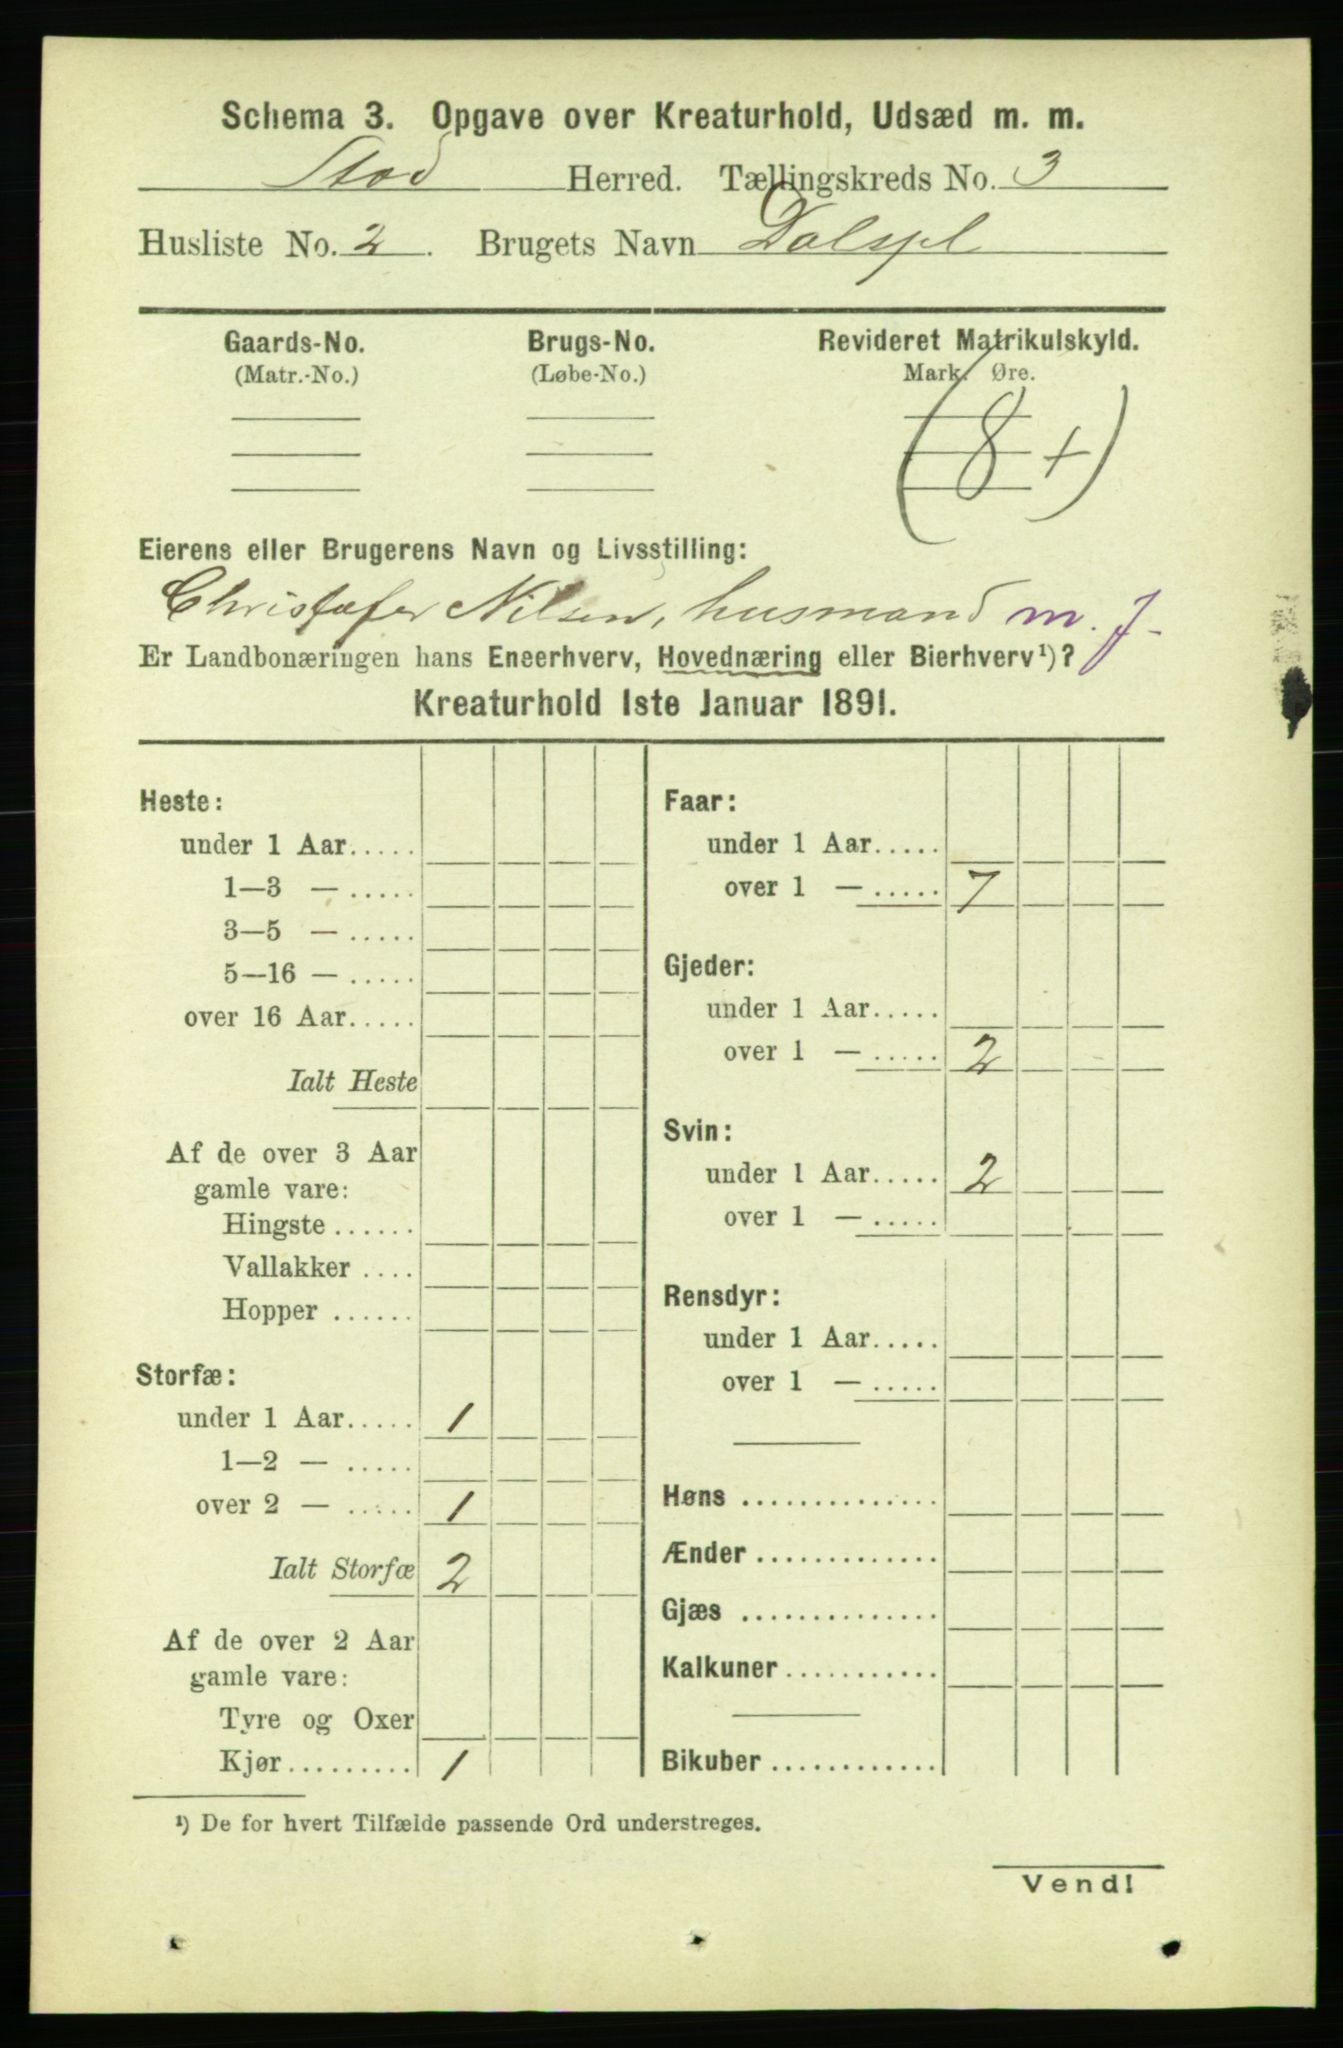 Schema 3. Opgave over Kreaturhold, Udsæd m. m.
Stod Herred. Tællingskreds No. 3
Husliste No. 2. Brugets Navn Dalspl
Gaards-No. Brugs-No. Revideret Matrikulskyld.
(Matr.-No.) (Løbe-No.) Mark. Øre.
(8 +)
Eierens eller Brugerens Navn og Livsstilling:
Christofer Nilsen, husmand m. J-
Er Landbonæringen hans Eneerhverv, Hovednæring eller Bierhverv¹)?
Kreaturhold 1ste Januar 1891.
Heste:
under 1 Aar.....
1—3 — .....
3—5 — .....
5—16 — .....
over 16 Aar.....
Ialt Heste
Af de over 3 Aar
gamle vare:
Hingste ......
Vallakker ....
Hopper ......
Storfæ:
under 1 Aar..... 1
1—2 — .....
over 2 — ..... 1
Ialt Storfæ 2
Af de over 2 Aar
gamle vare:
Tyre og Oxer
Kjør......... 1
Faar:
under 1 Aar.....
over 1 — ..... 7
Gjeder:
under 1 Aar.....
over 1 — ..... 2
Svin:
under 1 Aar..... 2
over 1 — .....
Rensdyr:
under 1 Aar.....
over 1 — .....
Høns ..............
Ænder .............
Gjæs ..............
Kalkuner...........
Bikuber ............
¹) De for hvert Tilfælde passende Ord understreges.
Vend!